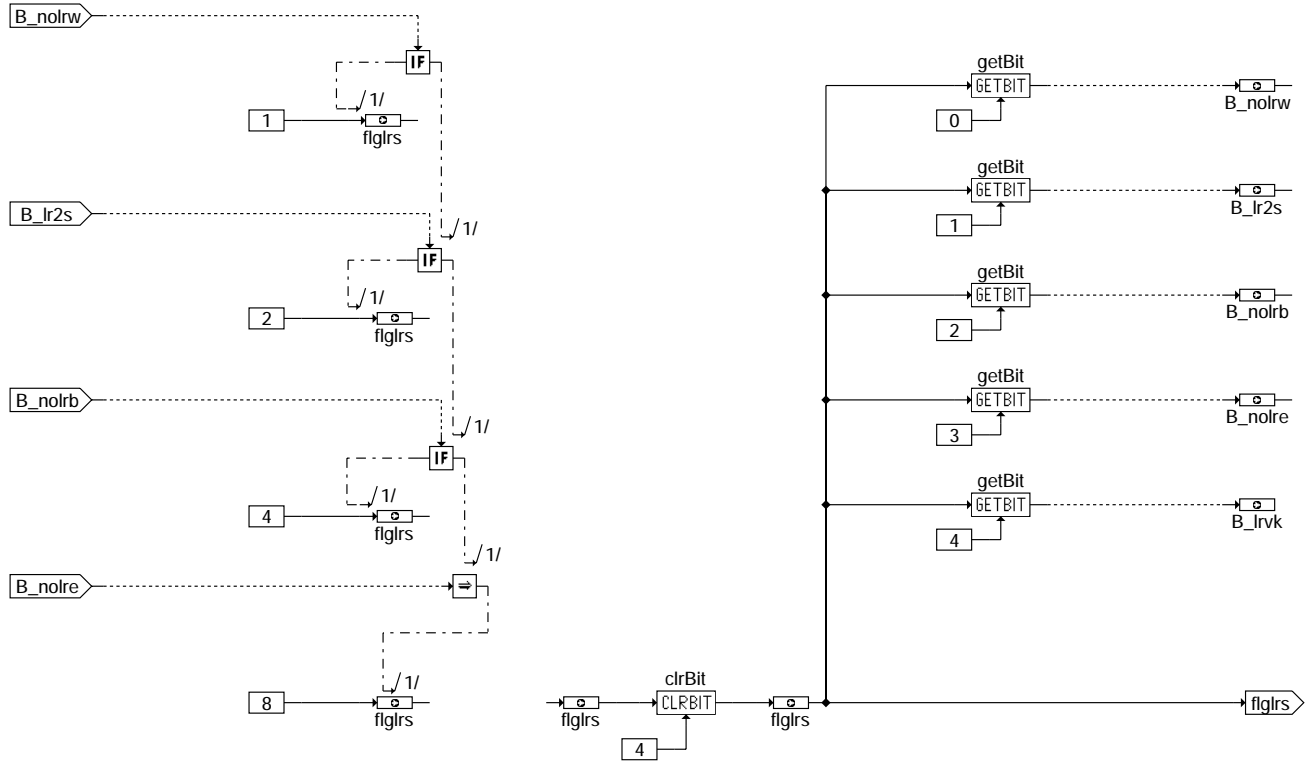 B_nolrw
IF
/1/
1
flglrs
B_lr2s
/1/
IF
/1/
2
flglrs
B_nolrb
/1/
IF
/1/
4
flglrs
/1/
B_nolre
/1/
8
flglrs
flglrs
clrBit
CLRBIT
4
flglrs
flglrs
getBit
GETBIT
0
B_nolrw
getBit
GETBIT
1
B_lr2s
getBit
GETBIT
2
B_nolrb
getBit
GETBIT
3
B_nolre
getBit
GETBIT
4
B_lrvk